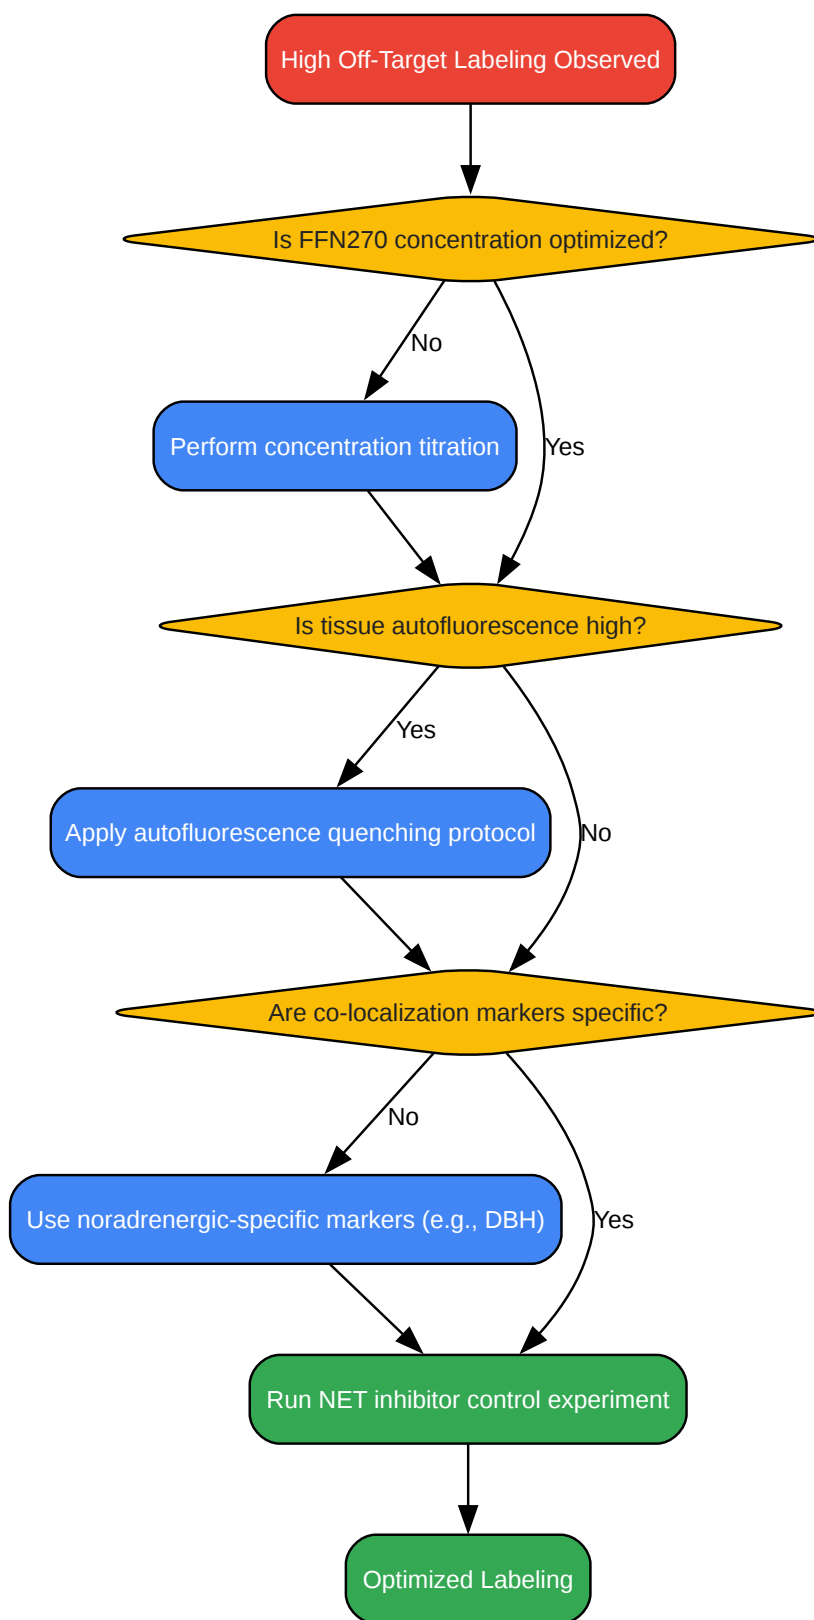 High Off-Target Labeling Observed
Is FFN270 concentration optimized?
No
Perform concentration titration
Yes
Is tissue autofluorescence high?
Yes
Apply autofluorescence quenching protocol
No
Are co-localization markers specific?
No
Use noradrenergic-specific markers (e.g., DBH)
Yes
Run NET inhibitor control experiment
Optimized Labeling